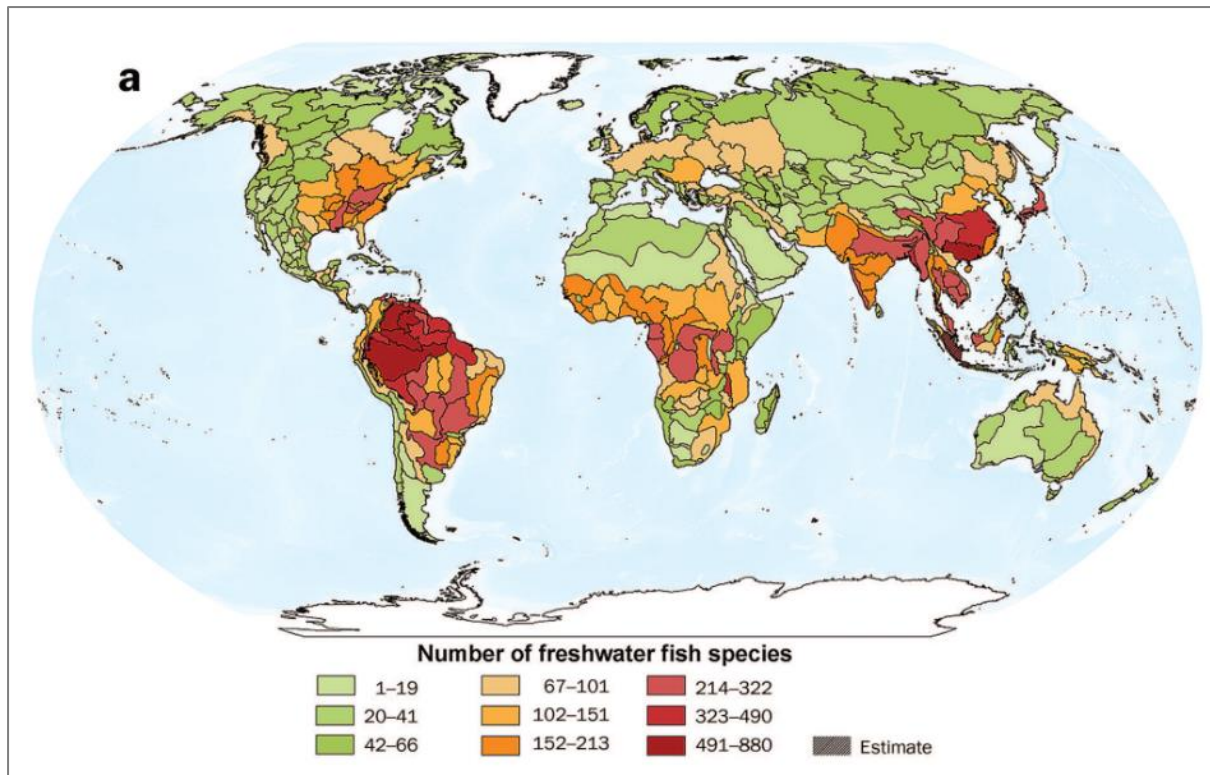 a
Number of freshwater fish species
1–19 67–101 214–322
20–41 102–151 323–490
42–66 152–213 491–880 Estimate